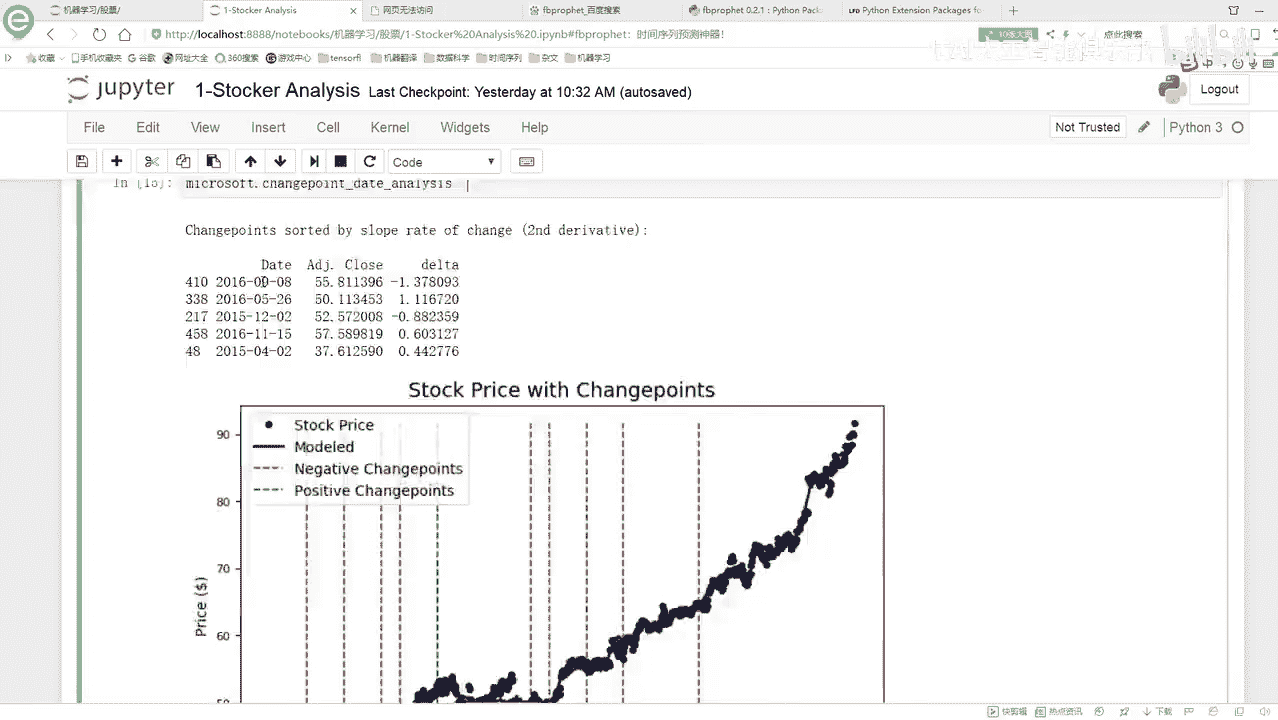 机器学习/股票/
1-Stocker Analysis
网页无法访问
fbprophet_百度搜索
fbprophet 0.2.1 : Python Pack
LFD Python Extension Packages fo
http://localhost:8888/notebooks/机器学习/股票/1-Stocker%20Analysis%20.ipynb#fbprophet: 时间序列预测神器!
点此搜索
收藏 手机收藏夹 谷歌 网址大全 360搜索 游戏中心 tensorfl 机器翻译 数据科学 时间序列 杂文 机器学习
jupyter 1-Stocker Analysis Last Checkpoint: Yesterday at 10:32 AM (autosaved)
Logout
File Edit View Insert Cell Kernel Widgets Help
Not Trusted
Python 3
Code
microsoft.changepoint_date_analysis
Changepoints sorted by slope rate of change (2nd derivative):
Date Adj. Close delta
410 2016-09-08 55.811396 -1.378093
338 2016-05-26 50.113453 1.116720
217 2015-12-02 52.572008 -0.882359
458 2016-11-15 57.589819 0.603127
48 2015-04-02 37.612590 0.442776
Stock Price with Changepoints
Stock Price
Modeled
Negative Changepoints
Positive Changepoints
90
80
70
60
50
Price ($)
快剪辑 热点资讯 下载